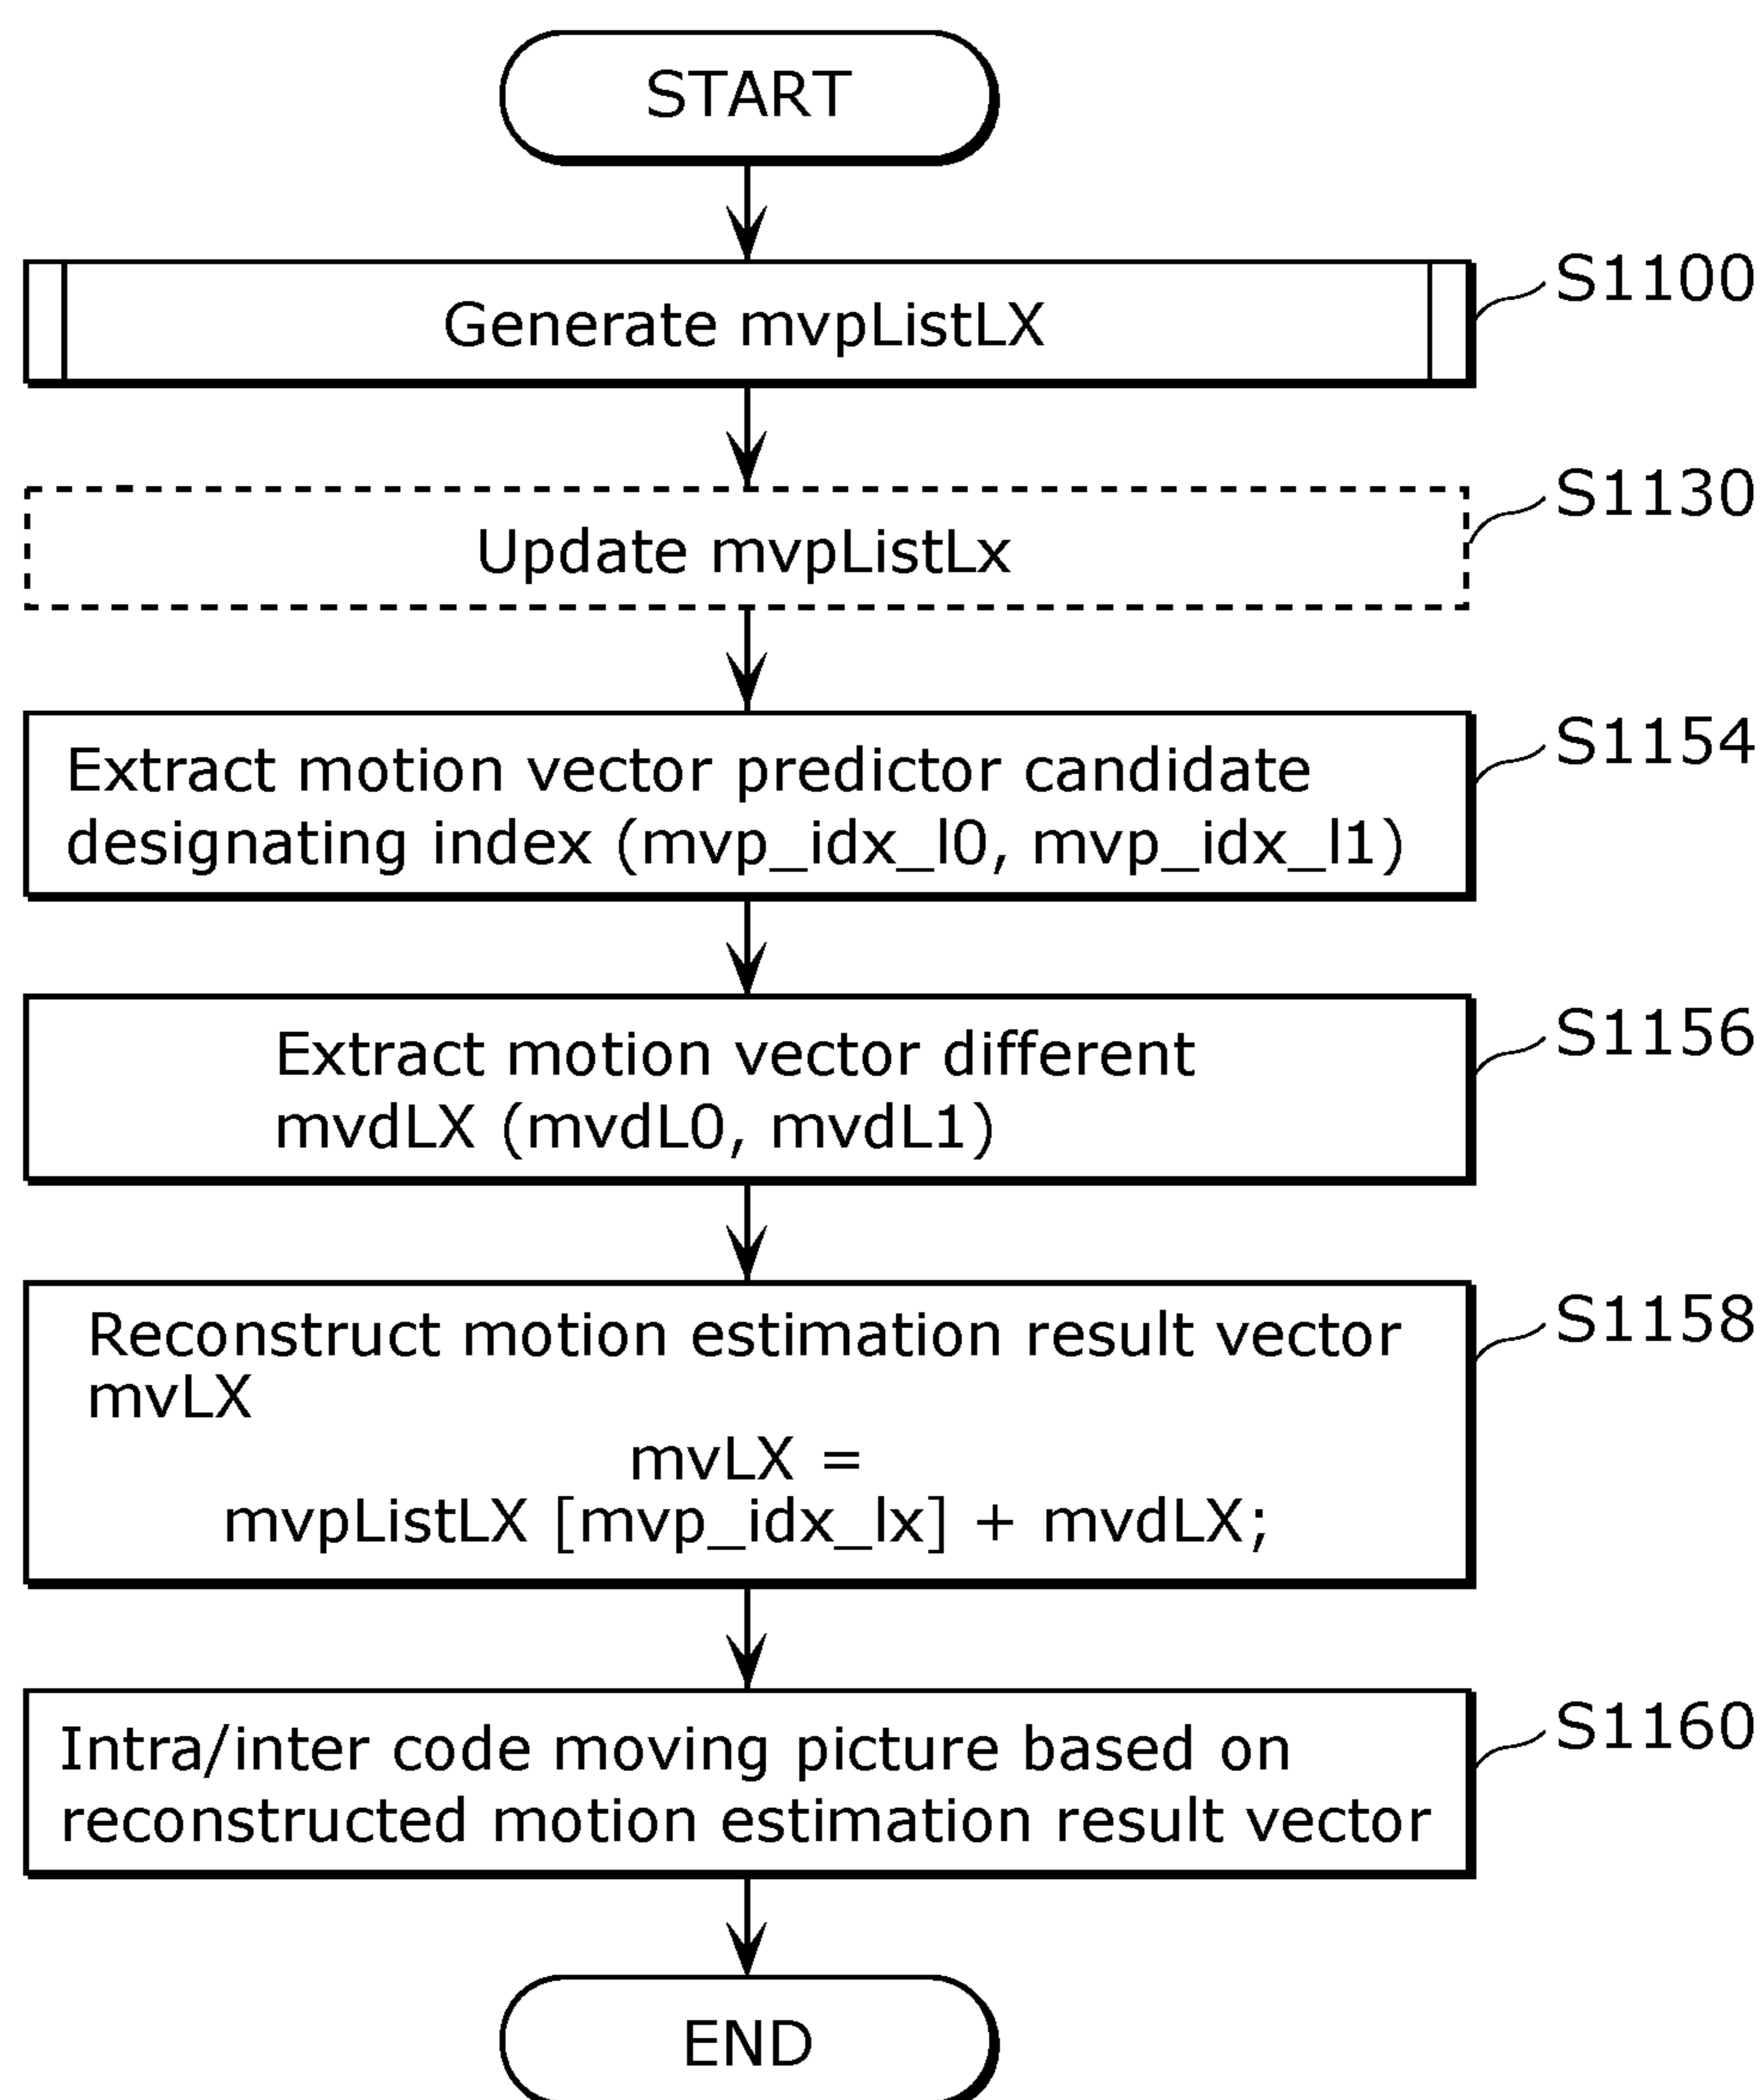 START
Generate mvpListLX
S1100
Update mvpListLx
S1130
Extract motion vector predictor candidate
designating index (mvp_idx_l0, mvp_idx_l1)
S1154
Extract motion vector different
mvdLX (mvdL0, mvdL1)
S1156
Reconstruct motion estimation result vector
mvLX
mvLX =
mvpListLX [mvp_idx_lx] + mvdLX;
S1158
Intra/inter code moving picture based on
reconstructed motion estimation result vector
S1160
END